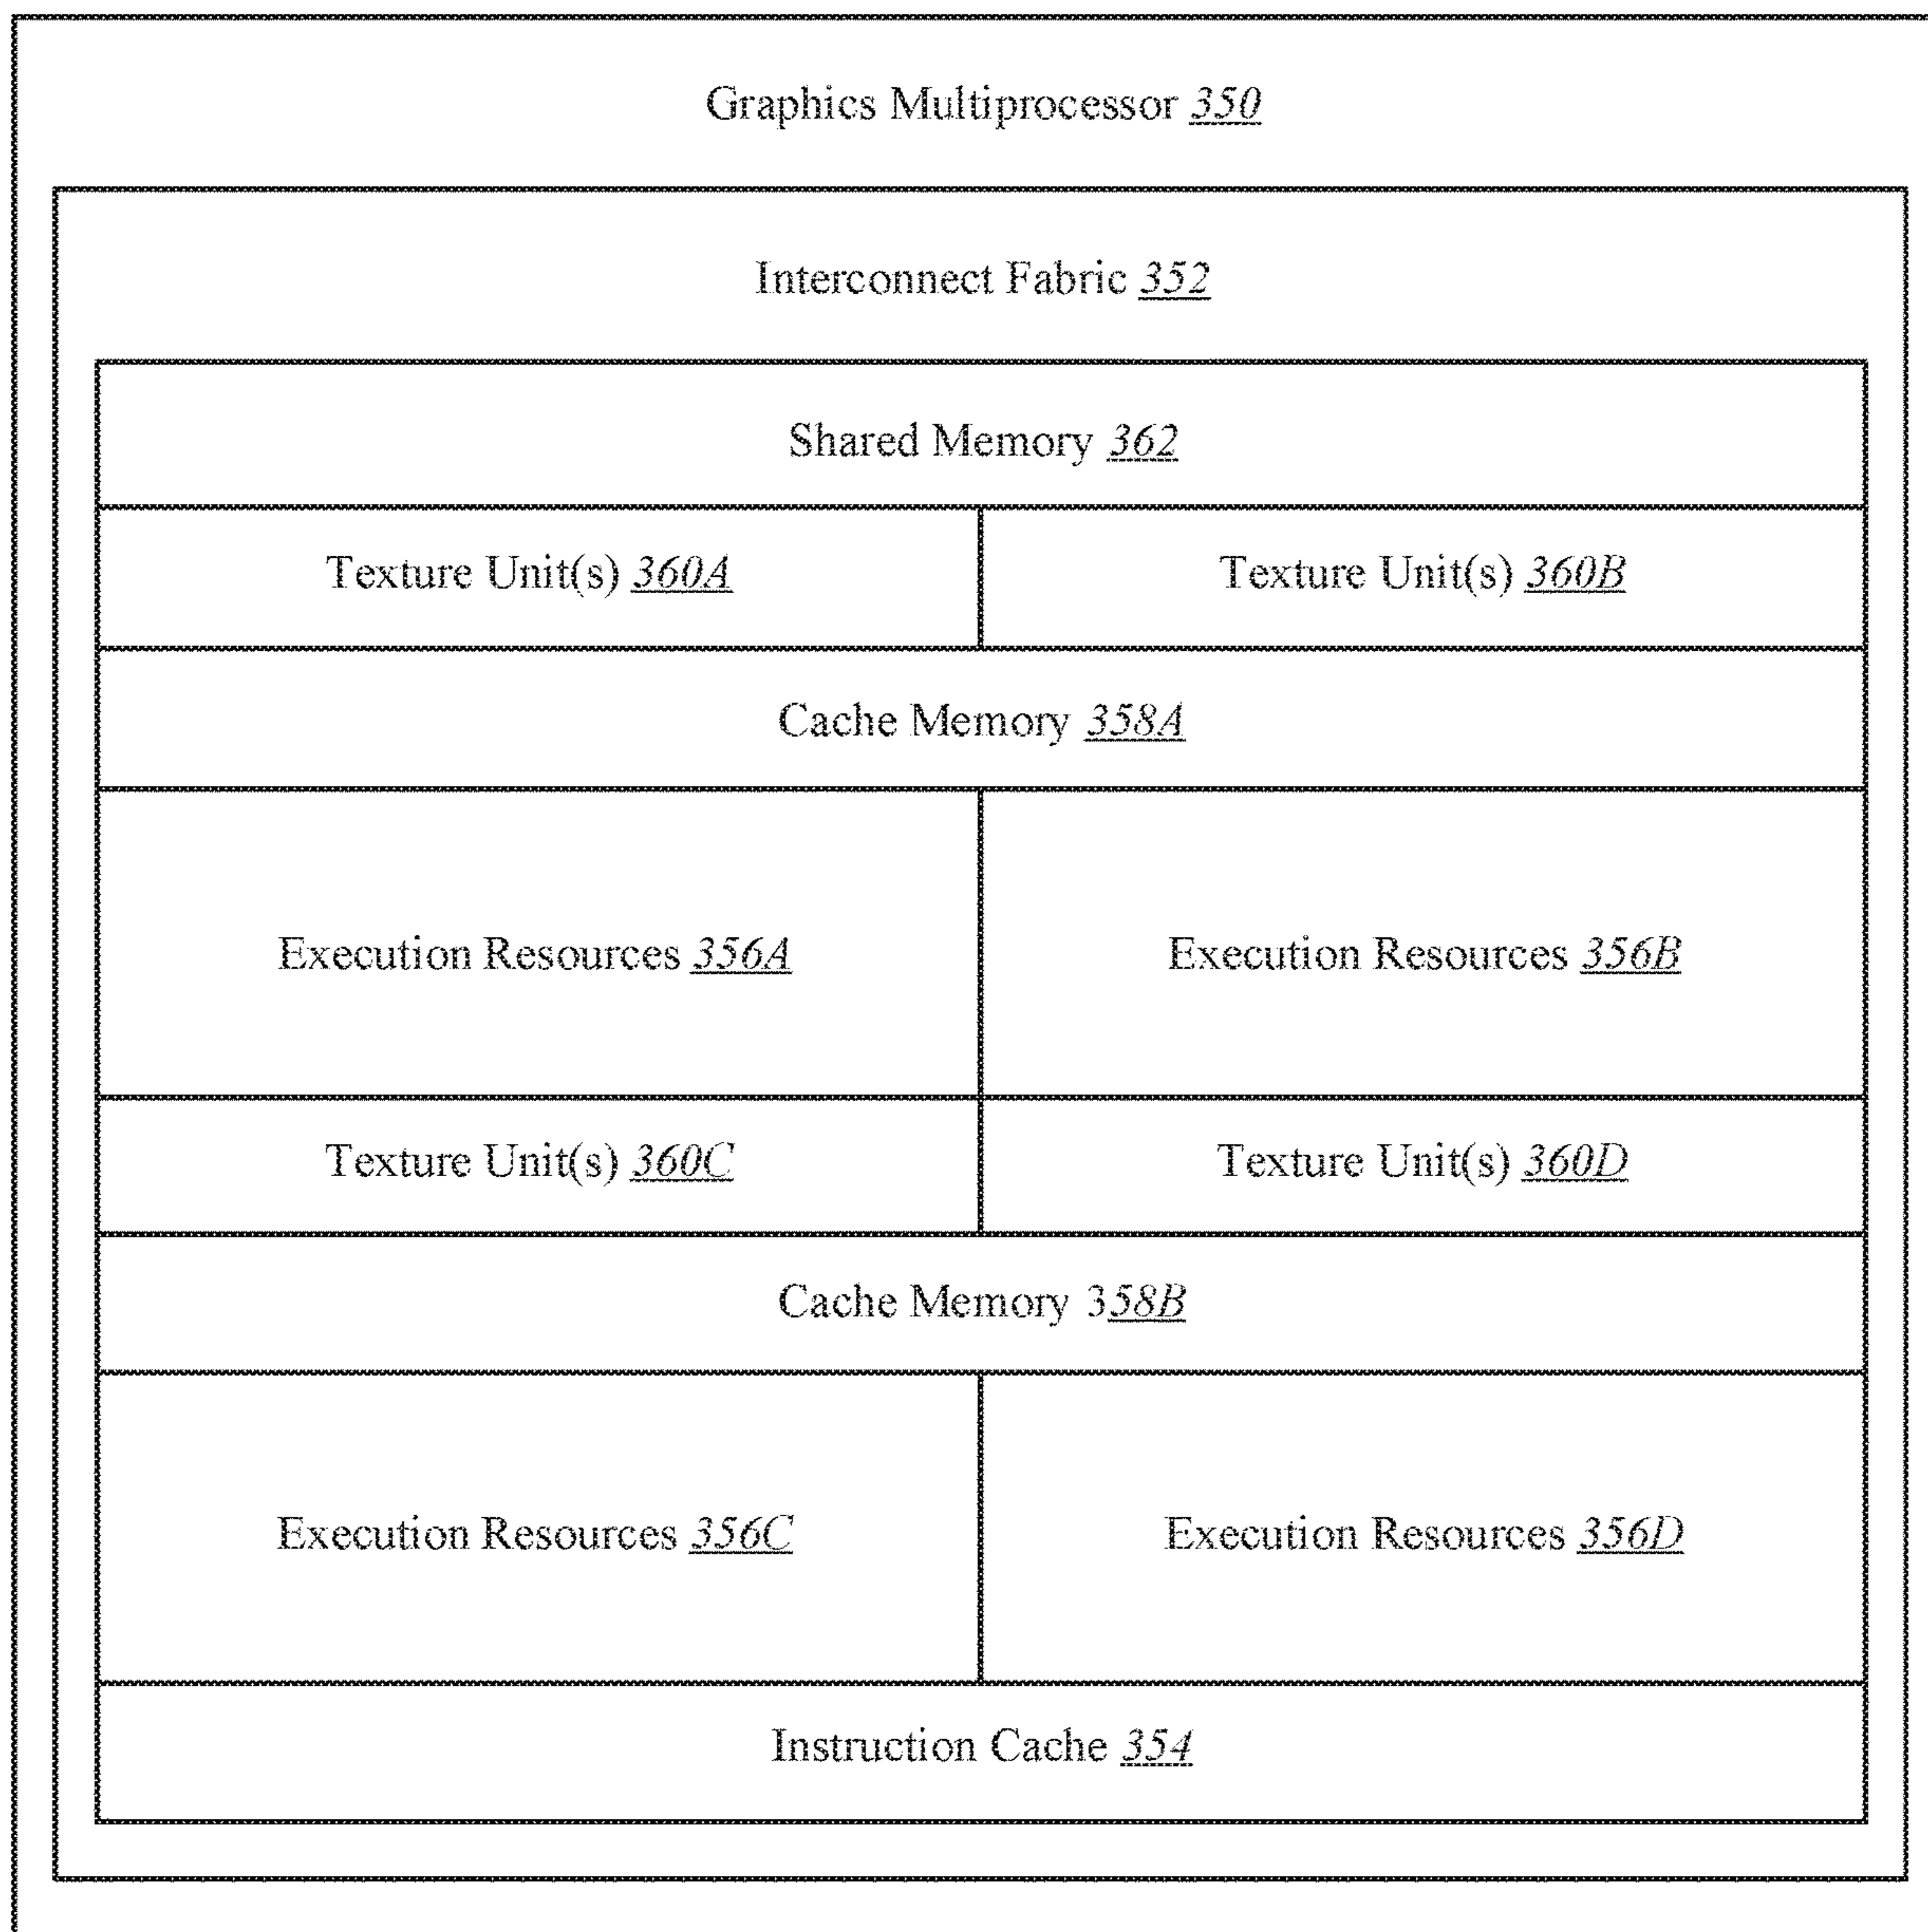 Graphics Multiprocessor 350
Interconnect Fabric 352
Shared Memory 362
Texture Unit(s) 360A
Texture Unit(s) 360B
Cache Memory 358A
Execution Resources 356A
Execution Resources 356B
Texture Unit(s) 360C
Texture Unit(s) 360D
Cache Memory 358B
Execution Resources 356C
Execution Resources 356D
Instruction Cache 354